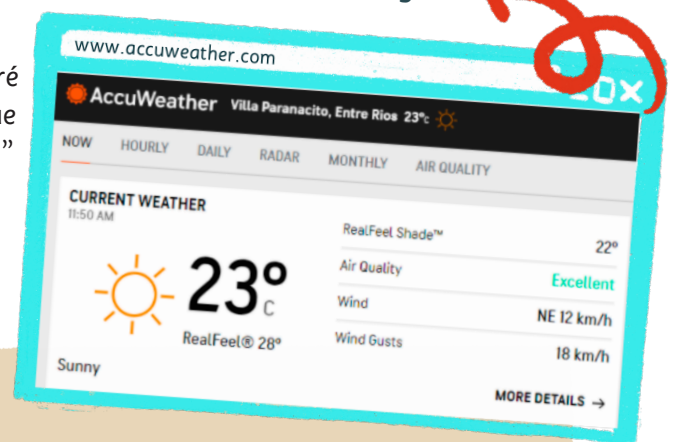 ré
www.accuweather.com
AccuWeather Villa Paranacito, Entre Rios 23°c
”
NOW HOURLY DAILY RADAR MONTHLY AIR QUALITY
CURRENT WEATHER
11:50 AM
RealFeel Shade™ 22°
23°C
Air Quality Excellent
Wind NE 12 km/h
RealFeel® 28°
Wind Gusts 18 km/h
Sunny
MORE DETAILS →